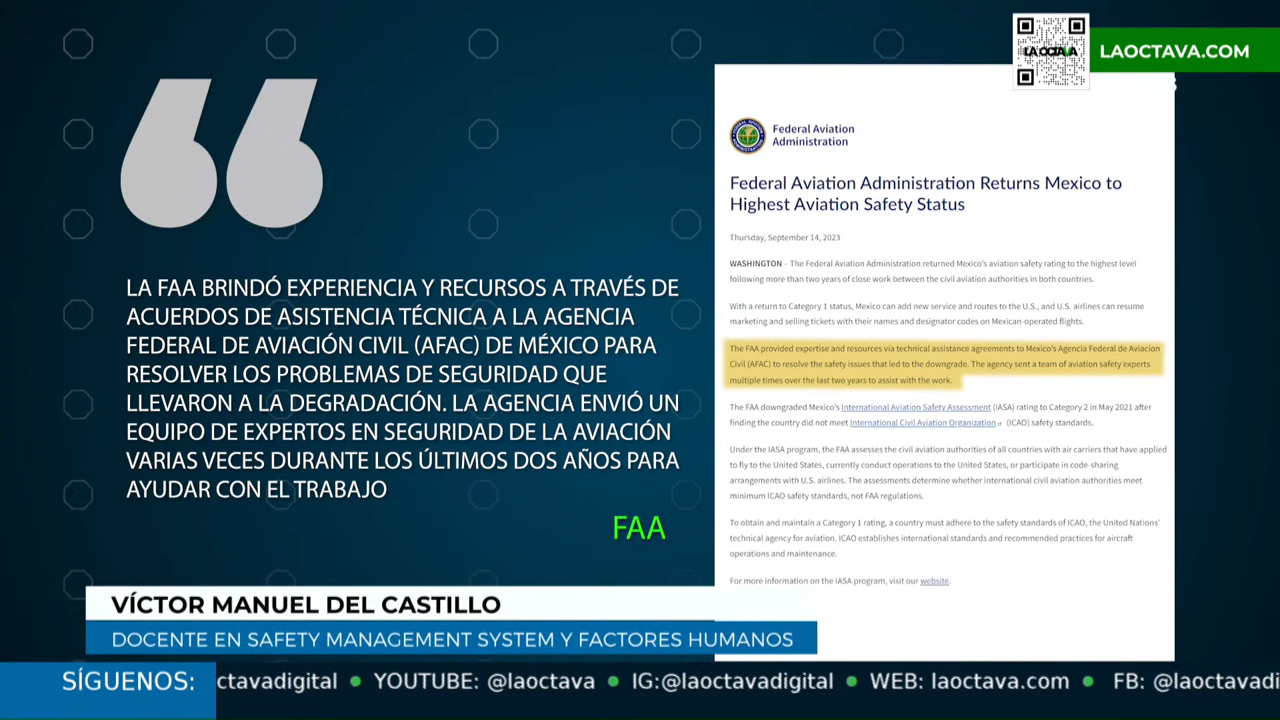 LA OCTAVA
LAOCTAVA.COM
LA FAA BRINDÓ EXPERIENCIA Y RECURSOS A TRAVÉS DE
ACUERDOS DE ASISTENCIA TÉCNICA A LA AGENCIA
FEDERAL DE AVIACIÓN CIVIL (AFAC) DE MÉXICO PARA
RESOLVER LOS PROBLEMAS DE SEGURIDAD QUE
LLEVARON A LA DEGRADACIÓN. LA AGENCIA ENVIÓ UN
EQUIPO DE EXPERTOS EN SEGURIDAD DE LA AVIACIÓN
VARIAS VECES DURANTE LOS ÚLTIMOS DOS AÑOS PARA
AYUDAR CON EL TRABAJO
FAA
Federal Aviation
Administration
Federal Aviation Administration Returns Mexico to
Highest Aviation Safety Status
Thursday, September 14, 2023
WASHINGTON – The Federal Aviation Administration returned Mexico's aviation safety rating to the highest level
following more than two years of close work between the civil aviation authorities in both countries.
With a return to Category 1 status, Mexico can add new service and routes to the U.S., and U.S. airlines can resume
marketing and selling tickets with their names and designator codes on Mexican-operated flights.
The FAA provided expertise and resources via technical assistance agreements to Mexico's Agencia Federal de Aviacion
Civil (AFAC) to resolve the safety issues that led to the downgrade. The agency sent a team of aviation safety experts
multiple times over the last two years to assist with the work.
The FAA downgraded Mexico's International Aviation Safety Assessment (IASA) rating to Category 2 in May 2021 after
finding the country did not meet International Civil Aviation Organization (ICAO) safety standards.
Under the IASA program, the FAA assesses the civil aviation authorities of all countries with air carriers that have applied
to fly to the United States, currently conduct operations to the United States, or participate in code-sharing
arrangements with U.S. airlines. The assessments determine whether international civil aviation authorities meet
minimum ICAO safety standards, not FAA regulations.
To obtain and maintain a Category 1 rating, a country must adhere to the safety standards of ICAO, the United Nations'
technical agency for aviation. ICAO establishes international standards and recommended practices for aircraft
operations and maintenance.
For more information on the IASA program, visit our website.
VÍCTOR MANUEL DEL CASTILLO
DOCENTE EN SAFETY MANAGEMENT SYSTEM Y FACTORES HUMANOS
SÍGUENOS: ctavadigital • YOUTUBE: @laoctava • IG:@laoctavadigital • WEB: laoctava.com • FB: @laoctavadi